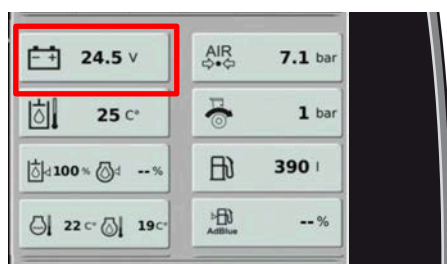 24.5 V
AIR 7.1 bar
25 C°
1 bar
100 % -- %
390 l
22 C° 19C°
AdBlue -- %